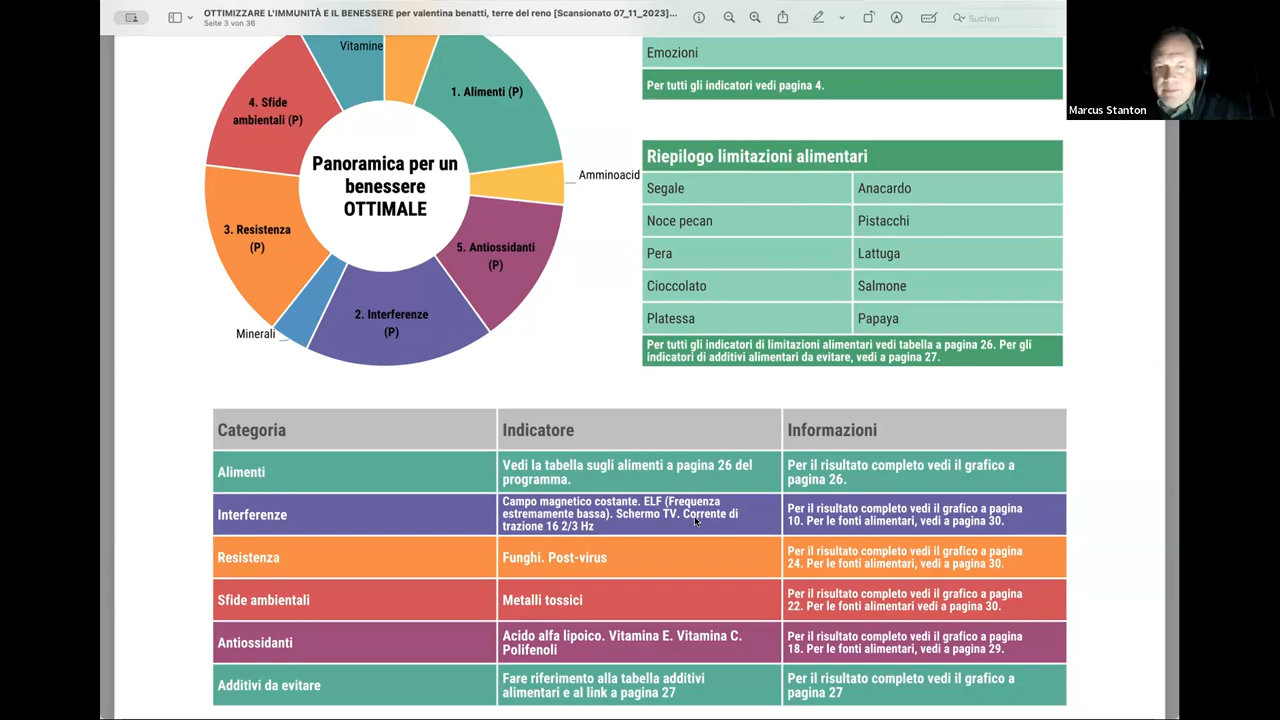 OTTIMIZZARE L'IMMUNITÀ E IL BENESSERE per valentina benatti, terre del reno [Scansionato 07_11_2023]...
Seite 3 von 36
Suchen
Marcus Stanton
Vitamine
1. Alimenti (P)
4. Sfide
ambientali (P)
Panoramica per un
benessere
OTTIMALE
Amminoacid
3. Resistenza
(P)
5. Antiossidanti
(P)
2. Interferenze
(P)
Minerali
Emozioni
Per tutti gli indicatori vedi pagina 4.
Riepilogo limitazioni alimentari
Segale
Anacardo
Noce pecan
Pistacchi
Pera
Lattuga
Cioccolato
Salmone
Platessa
Papaya
Per tutti gli indicatori di limitazioni alimentari vedi tabella a pagina 26. Per gli
indicatori di additivi alimentari da evitare, vedi a pagina 27.
Categoria
Indicatore
Informazioni
Alimenti
Vedi la tabella sugli alimenti a pagina 26 del
programma.
Per il risultato completo vedi il grafico a
pagina 26.
Interferenze
Campo magnetico costante. ELF (Frequenza
estremamente bassa). Schermo TV. Corrente di
trazione 16 2/3 Hz
Per il risultato completo vedi il grafico a pagina
10. Per le fonti alimentari, vedi a pagina 30.
Resistenza
Funghi. Post-virus
Per il risultato completo vedi il grafico a pagina
24. Per le fonti alimentari, vedi a pagina 30.
Sfide ambientali
Metalli tossici
Per il risultato completo vedi il grafico a pagina
22. Per le fonti alimentari vedi a pagina 30.
Antiossidanti
Acido alfa lipoico. Vitamina E. Vitamina C.
Polifenoli
Per il risultato completo vedi il grafico a pagina
18. Per le fonti alimentari, vedi a pagina 29.
Additivi da evitare
Fare riferimento alla tabella additivi
alimentari e al link a pagina 27
Per il risultato completo vedi il grafico a
pagina 27